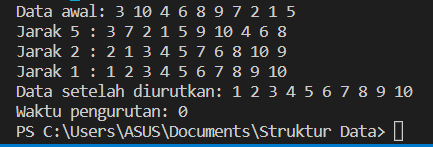 Data awal: 3 10 4 6 8 9 7 2 1 5
Jarak 5 : 3 7 2 1 5 9 10 4 6 8
Jarak 2 : 2 1 3 4 5 7 6 8 10 9
Jarak 1 : 1 2 3 4 5 6 7 8 9 10
Data setelah diurutkan: 1 2 3 4 5 6 7 8 9 10
Waktu pengurutan: 0
PS C:\Users\ASUS\Documents\Struktur Data>